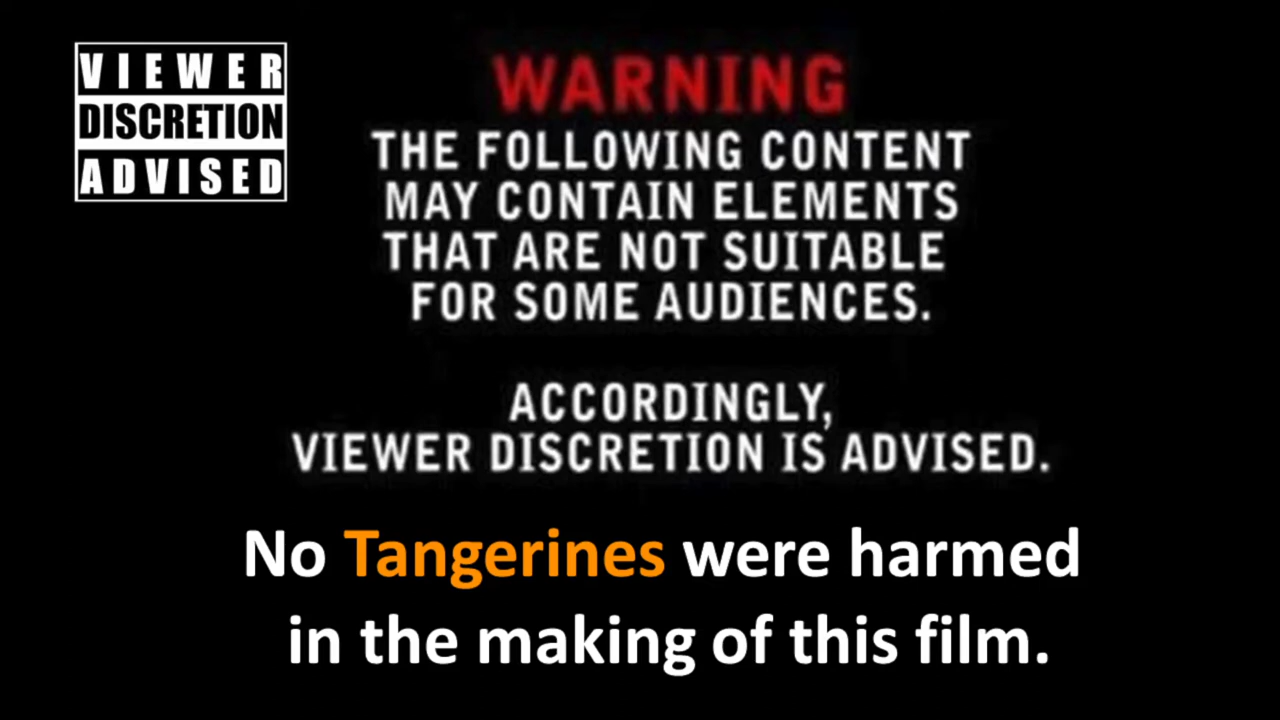 VIEWER
DISCRETION
ADVISED
WARNING
THE FOLLOWING CONTENT
MAY CONTAIN ELEMENTS
THAT ARE NOT SUITABLE
FOR SOME AUDIENCES.
ACCORDINGLY,
VIEWER DISCRETION IS ADVISED.
No Tangerines were harmed
in the making of this film.